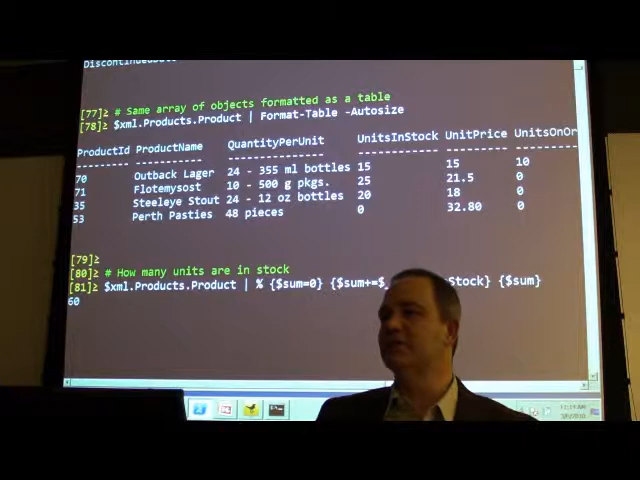 [77]≥ # Same array of objects formatted as a table
[78]≥ $xml.Products.Product | Format-Table -Autosize
ProductId ProductName QuantityPerUnit UnitsInStock UnitPrice UnitsOnOr
--------- ----------- --------------- ------------ --------- ---------
70 Outback Lager 24 - 355 ml bottles 15 15 10
71 Flotemysost 10 - 500 g pkgs. 25 21.5 0
35 Steeleye Stout 24 - 12 oz bottles 20 18 0
53 Perth Pasties 48 pieces 0 32.80 0
[79]≥
[80]≥ # How many units are in stock
[81]≥ $xml.Products.Product | % {$sum=0} {$sum+=$_ Stock} {$sum}
60